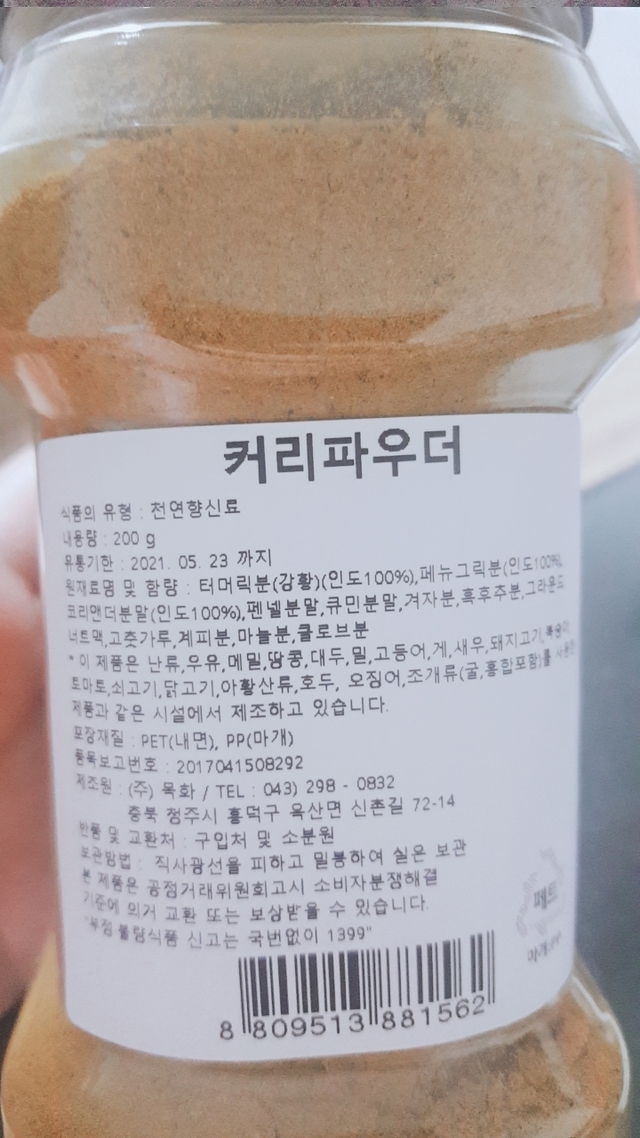 커리파우더
식품의 유형 : 천연향신료
내용량 : 200 g
유통기한 : 2021. 05. 23 까지
원재료명 및 함량 : 터머릭분(강황)(인도100%),페뉴그릭분(인도100%),
코리앤더분말(인도100%),펜넬분말,큐민분말,겨자분,흑후추분,그라운드
너트맥,고춧가루,계피분,마늘분,클로브분
* 이 제품은 난류,우유,메밀,땅콩,대두,밀,고등어,게,새우,돼지고기,복숭아,
토마토,쇠고기,닭고기,아황산류,호두, 오징어,조개류(굴,홍합포함)를 사용한
제품과 같은 시설에서 제조하고 있습니다.
포장재질 : PET(내면), PP(마개)
품목보고번호 : 2017041508292
제조원 : (주) 목화 / TEL : 043) 298 - 0832
충북 청주시 흥덕구 옥산면 신촌길 72-14
반품 및 교환처 : 구입처 및 소분원
보관방법 : 직사광선을 피하고 밀봉하여 실온 보관
본 제품은 공정거래위원회고시 소비자분쟁해결
기준에 의거 교환 또는 보상받을 수 있습니다.
"부정·불량식품 신고는 국번없이 1399"
페트
8 809513 881562